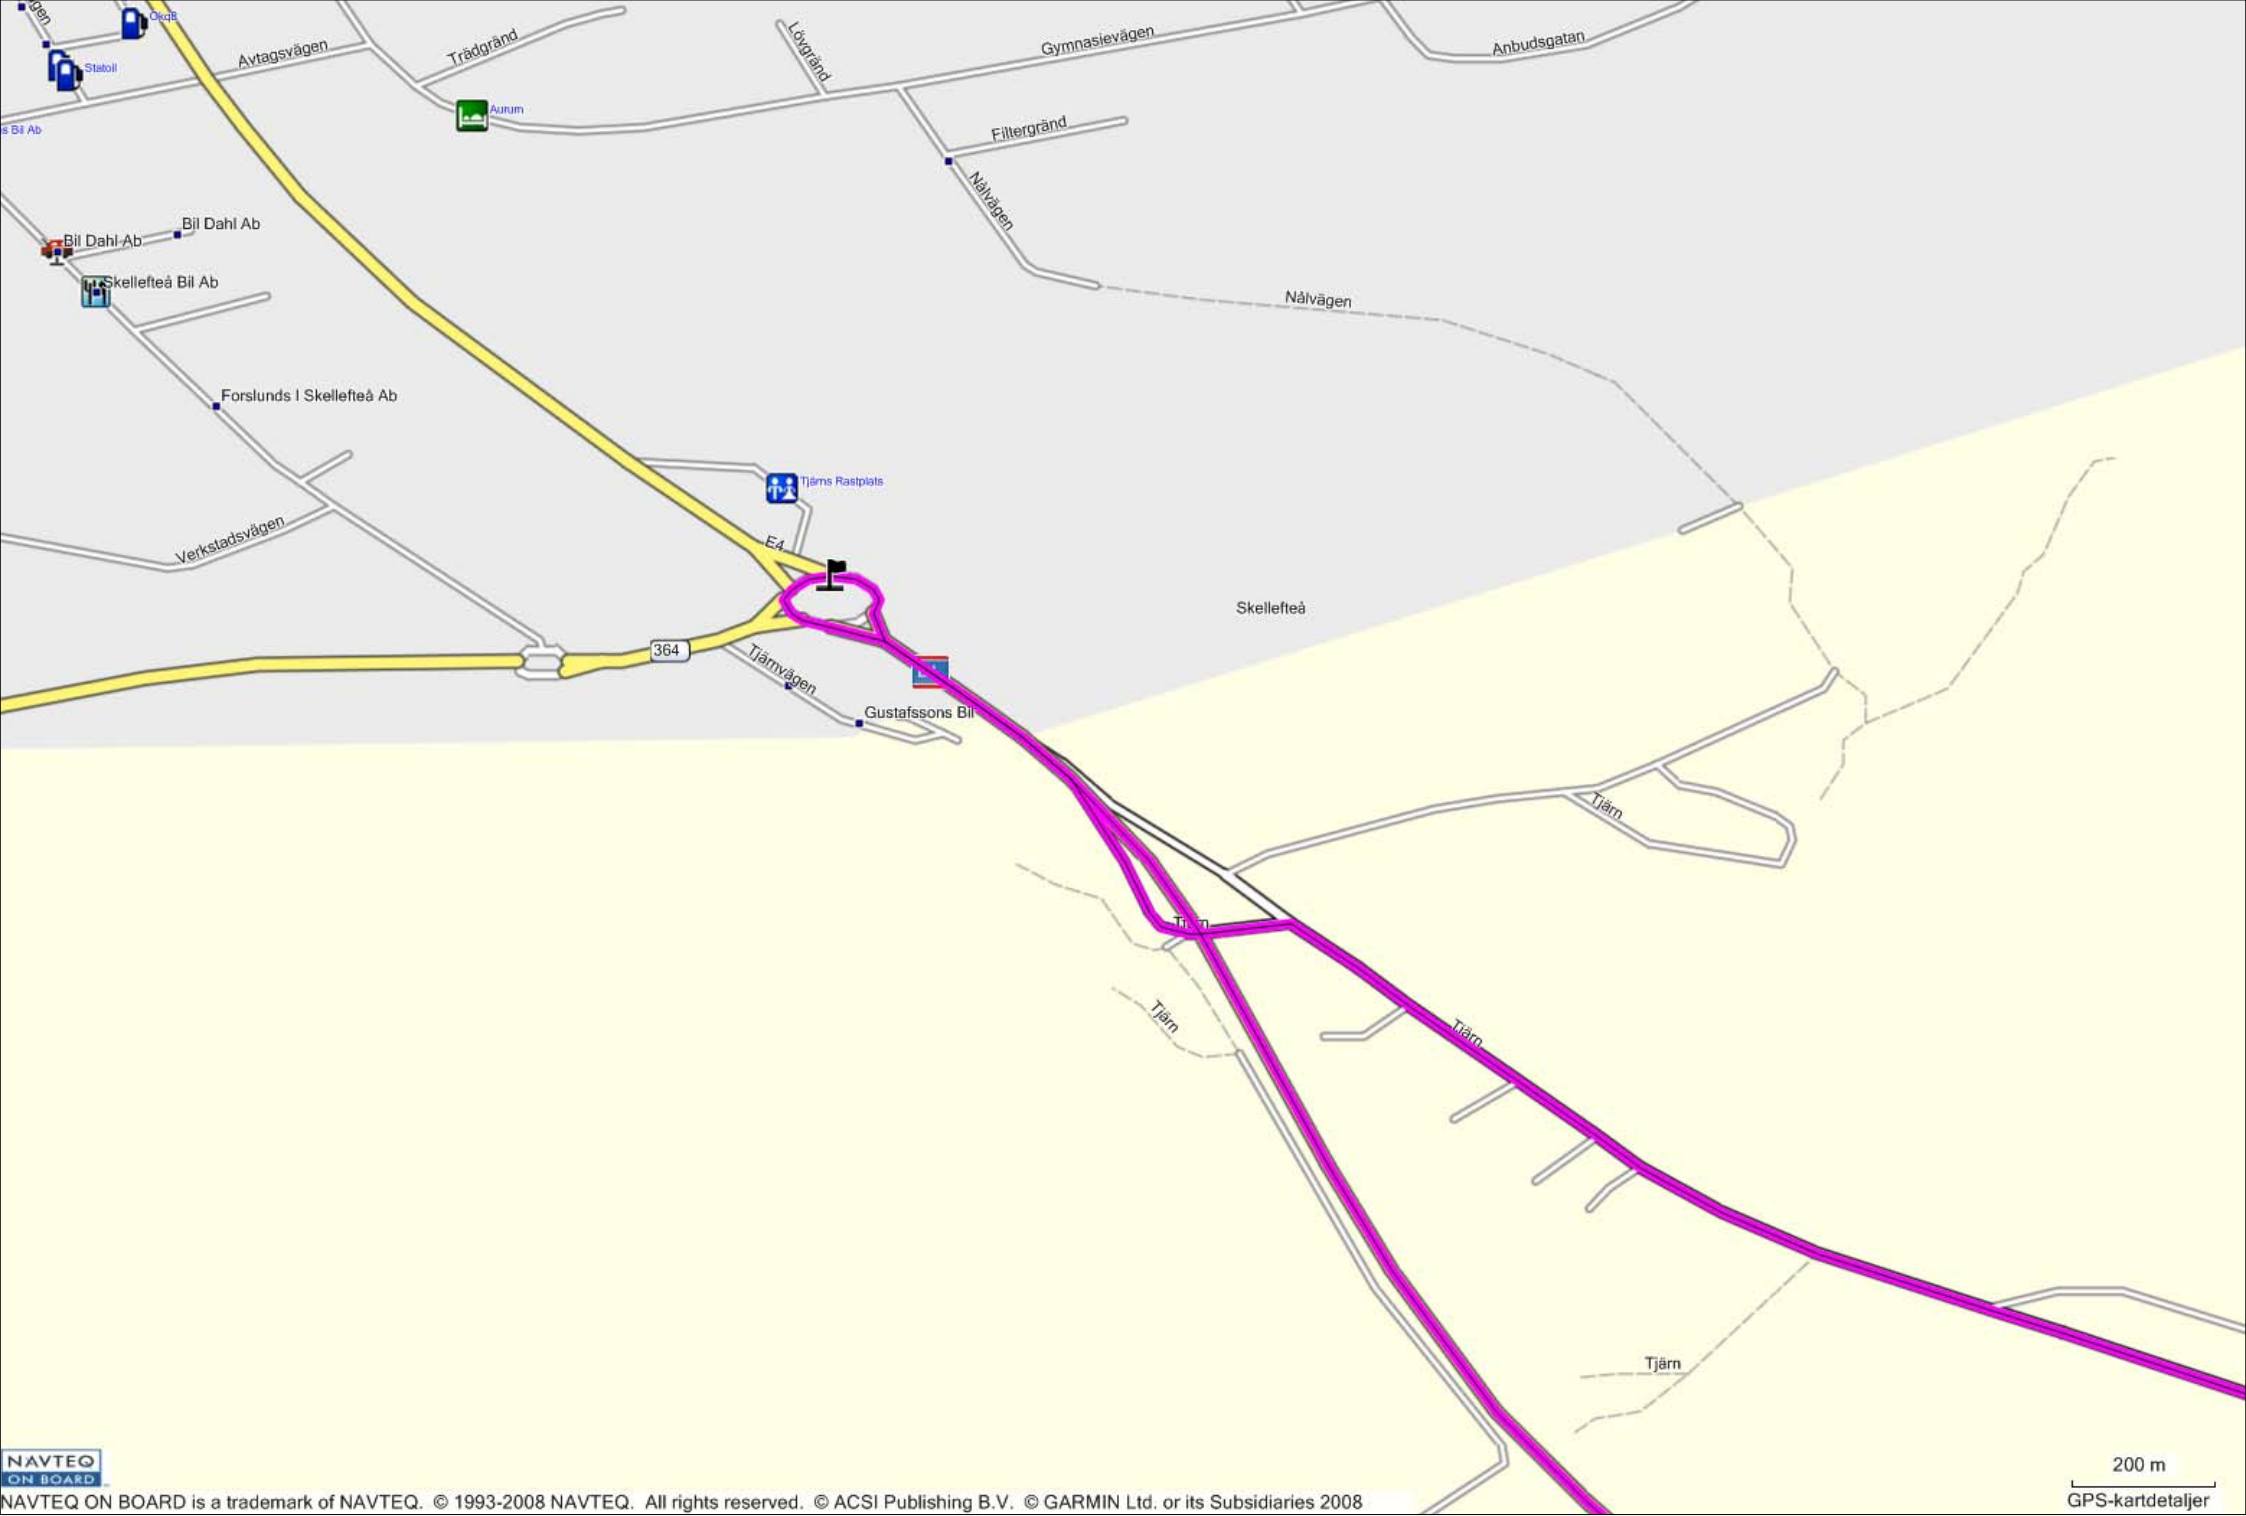 Okq8
Statoil
Avtagsvägen
Trädgränd
Lövgränd
Gymnasievägen
Anbudsgatan
Aurum
s Bil Ab
Filtergränd
Nålvägen
Bil Dahl Ab
Bil Dahl Ab
Skellefteå Bil Ab
Nålvägen
Forslunds I Skellefteå Ab
Tjärns Rastplats
Verkstadsvägen
E4
Skellefteå
364
Tjärnvägen
Gustafssons Bil
Tjärn
Tjärn
Tjärn
Tjärn
Tjärn
NAVTEQ
ON BOARD
200 m
GPS-kartdetaljer
NAVTEQ ON BOARD is a trademark of NAVTEQ. © 1993-2008 NAVTEQ. All rights reserved. © ACSI Publishing B.V. © GARMIN Ltd. or its Subsidiaries 2008